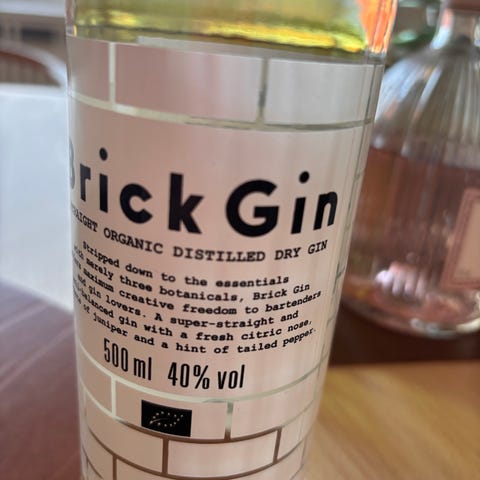 Brick Gin
STRAIGHT ORGANIC DISTILLED DRY GIN
stripped down to the essentials
with merely three botanicals, Brick Gin
maximum creative freedom to bartenders
and gin lovers. A super-straight and
balanced gin with a fresh citric nose,
of juniper and a hint of tailed pepper.
500 ml 40% vol